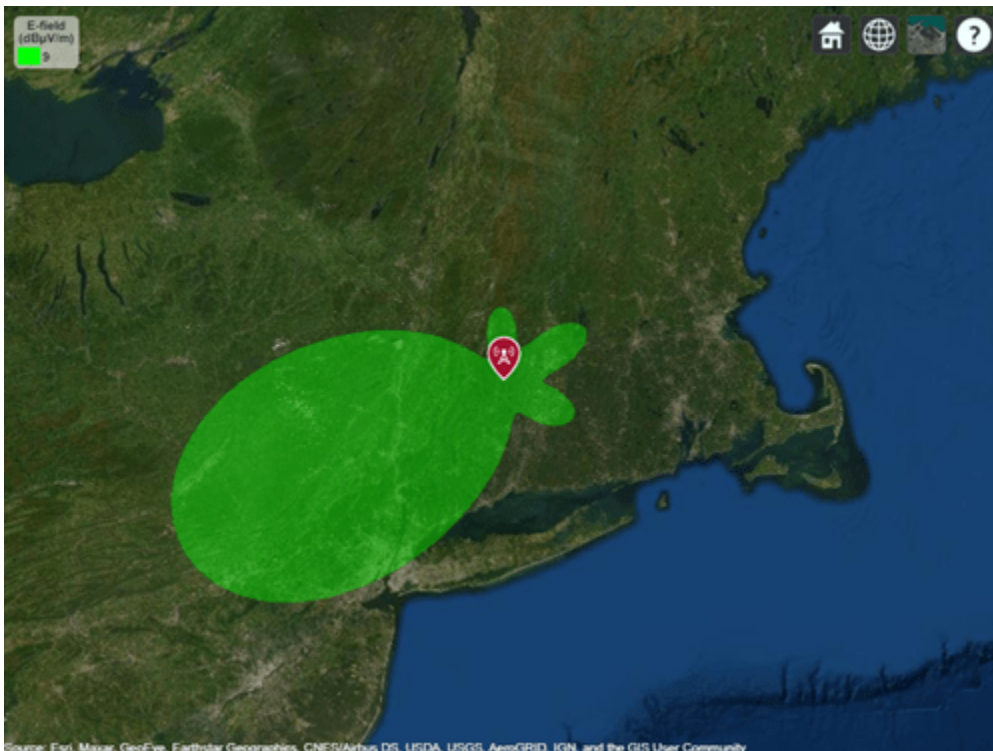 E-field
(dBμV/m)
9
?
Source: Esri, Maxar, GeoEye, Earthstar Geographics, CNES/Airbus DS, USDA, USGS, AeroGRID, IGN, and the GIS User Community